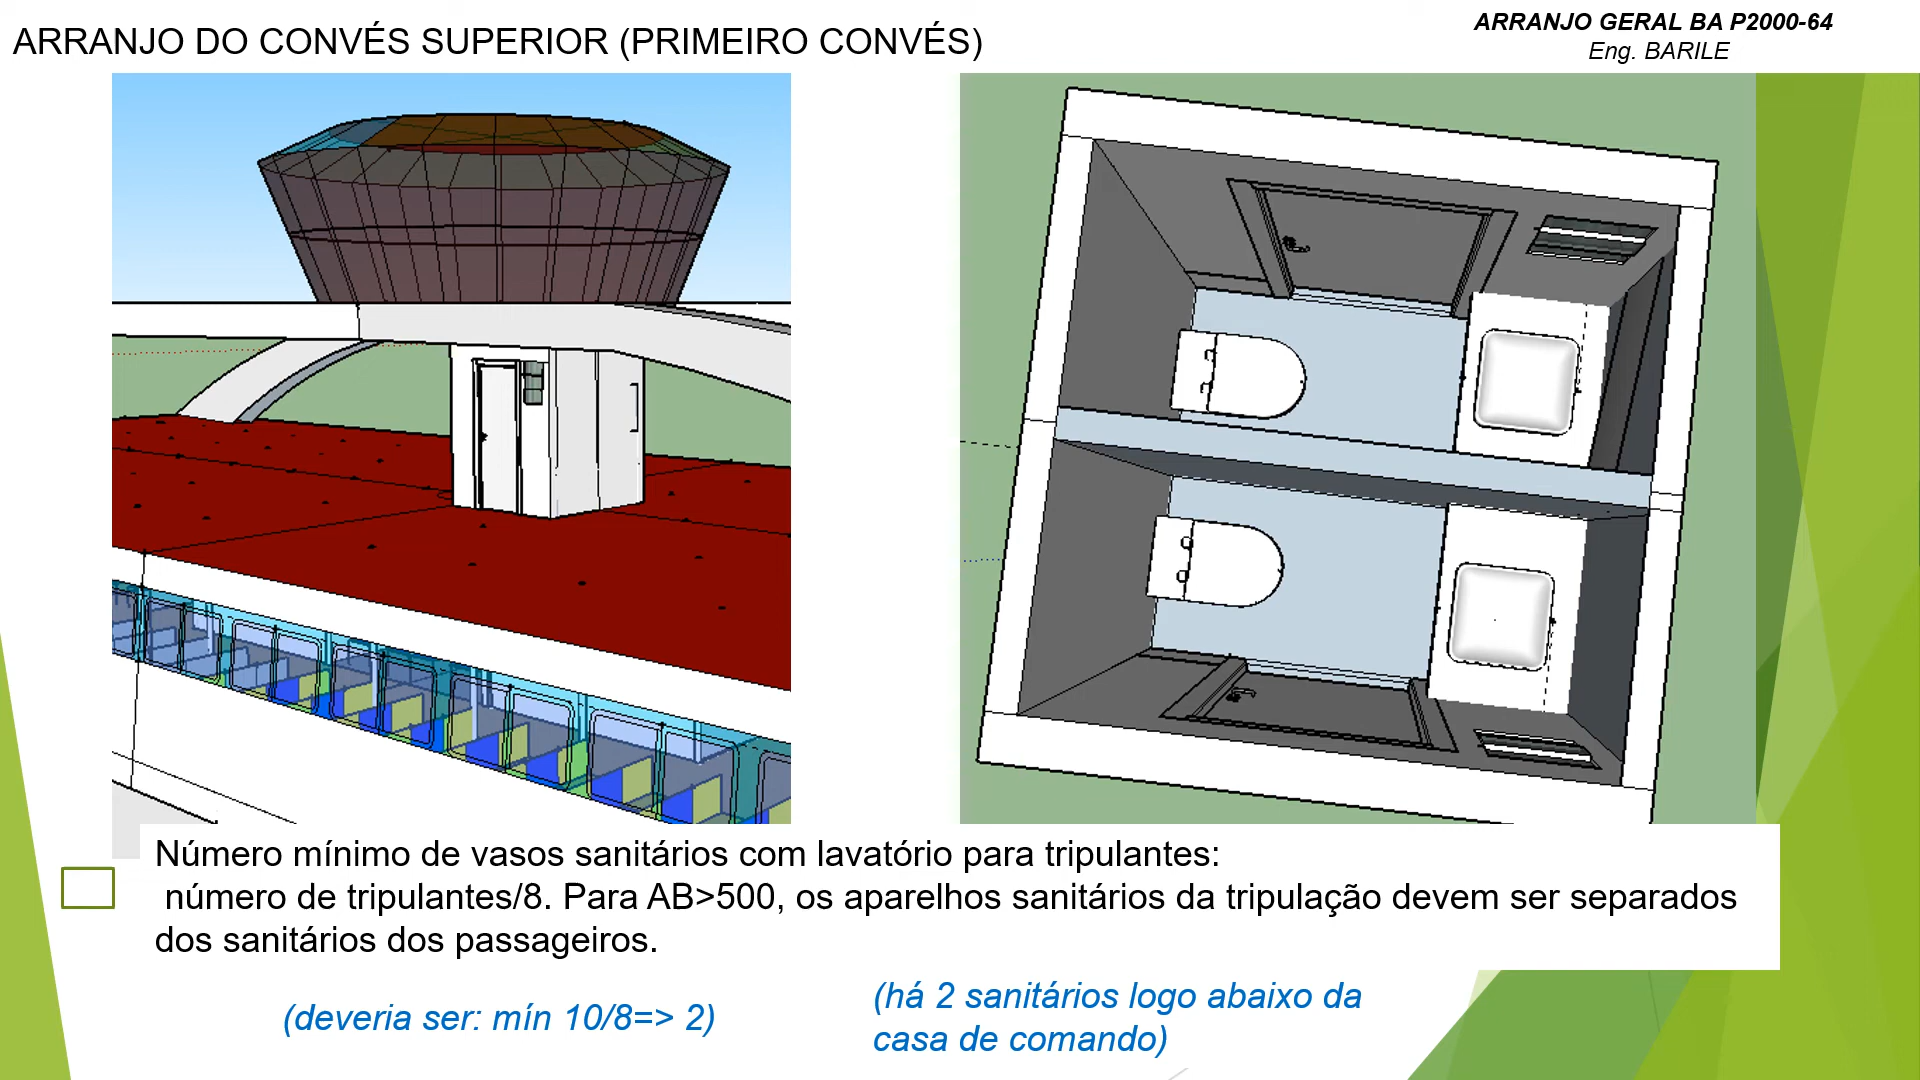 ARRANJO DO CONVÉS SUPERIOR (PRIMEIRO CONVÉS)
ARRANJO GERAL BA P2000-64
Eng. BARILE
Número mínimo de vasos sanitários com lavatório para tripulantes:
número de tripulantes/8. Para AB>500, os aparelhos sanitários da tripulação devem ser separados
dos sanitários dos passageiros.
(deveria ser: mín 10/8=> 2)
(há 2 sanitários logo abaixo da
casa de comando)